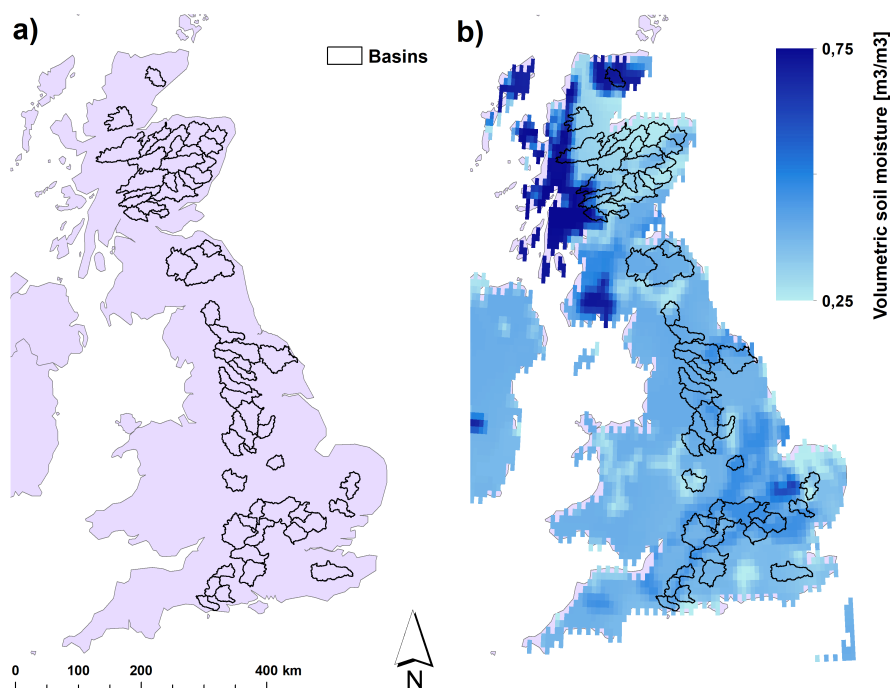 a)
Basins
b)
0,75
0,25
Volumetric soil moisture [m3/m3]
0 100 200 400 km
N